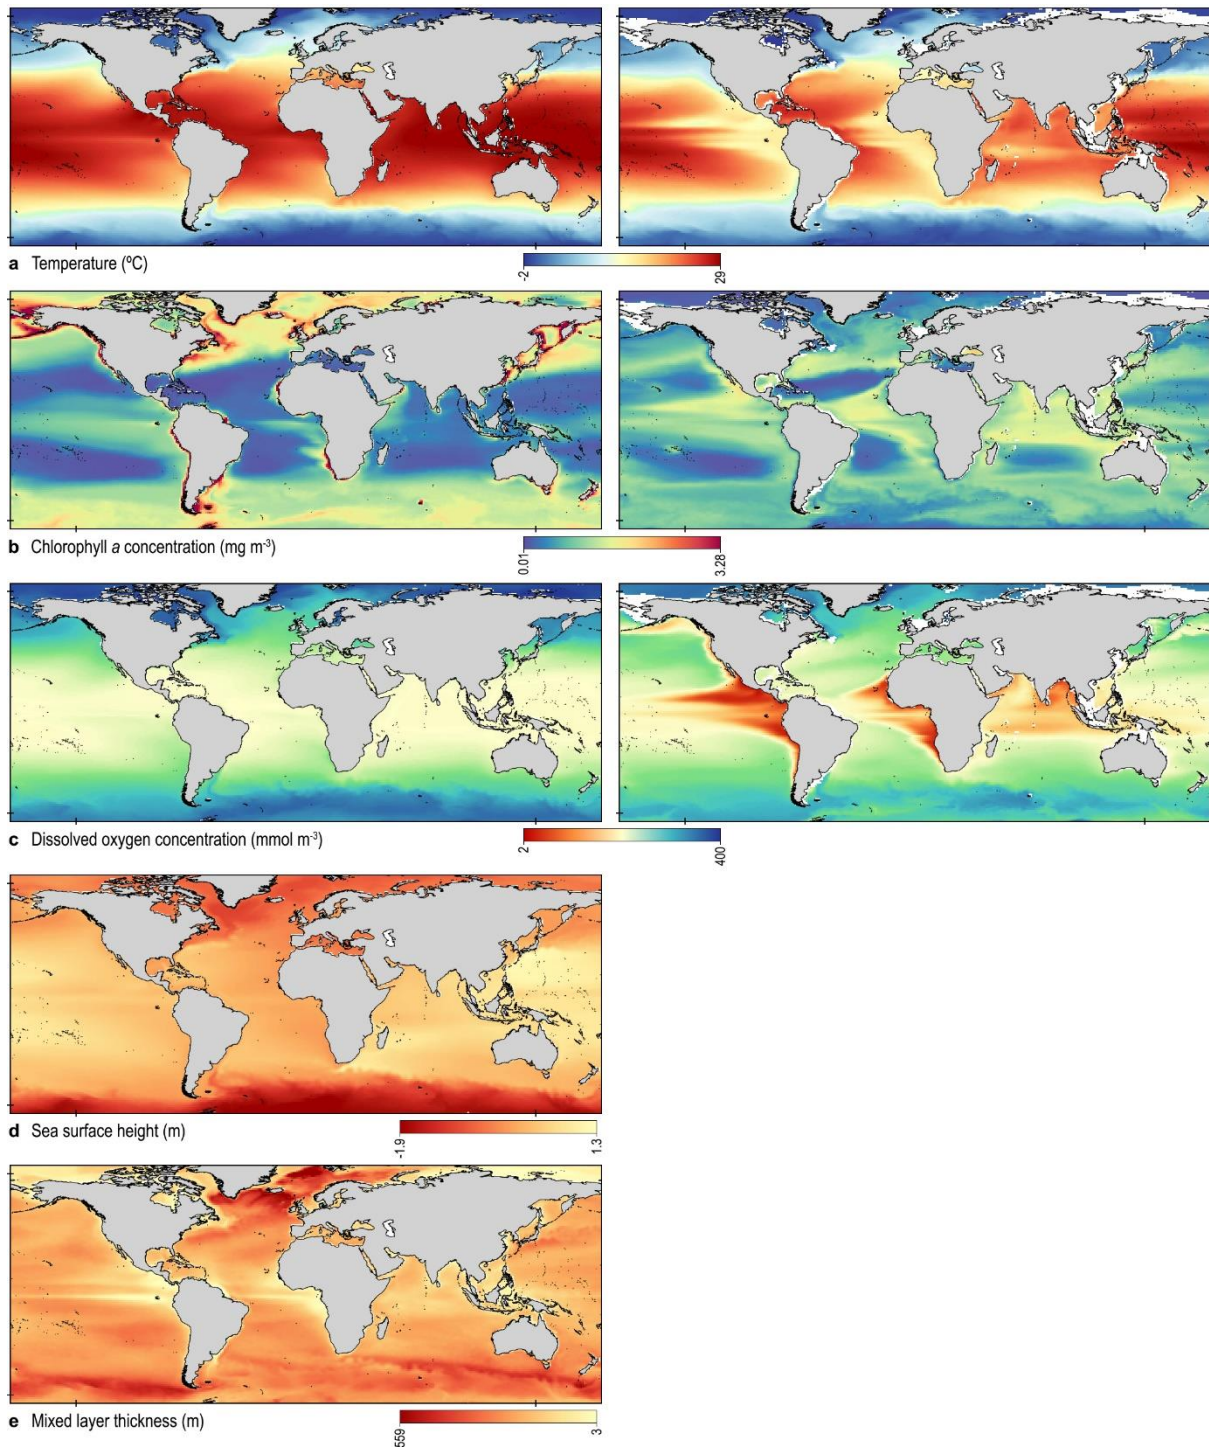 a Temperature (ºC)
-2
29
b Chlorophyll a concentration (mg m⁻³)
0.01
3.28
c Dissolved oxygen concentration (mmol m⁻³)
2
400
d Sea surface height (m)
-1.9
1.3
e Mixed layer thickness (m)
559
3